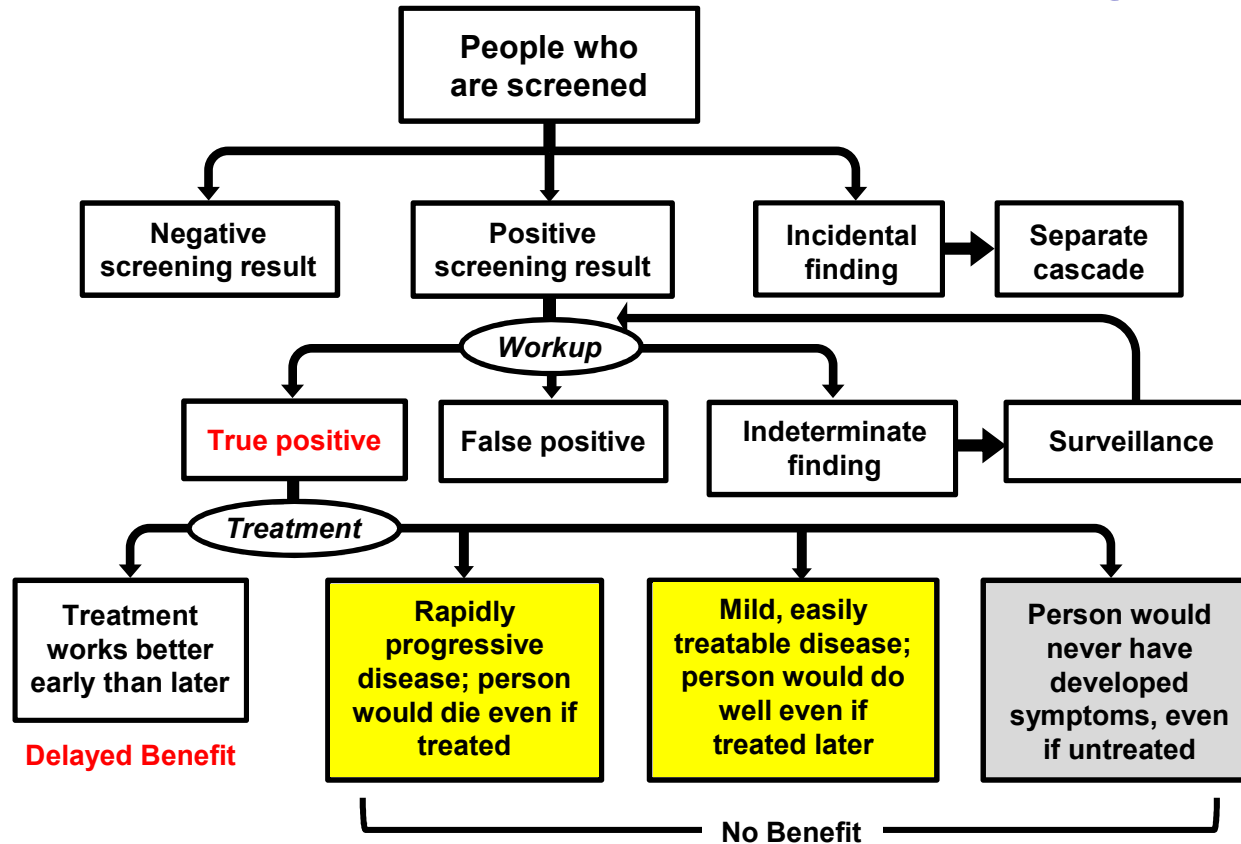 People who
are screened
Negative
screening result
Positive
screening result
Incidental
finding
Separate
cascade
Workup
True positive
False positive
Indeterminate
finding
Surveillance
Treatment
Treatment
works better
early than later
Rapidly
progressive
disease; person
would die even if
treated
Mild, easily
treatable disease;
person would do
well even if
treated later
Person would
never have
developed
symptoms, even
if untreated
Delayed Benefit
No Benefit